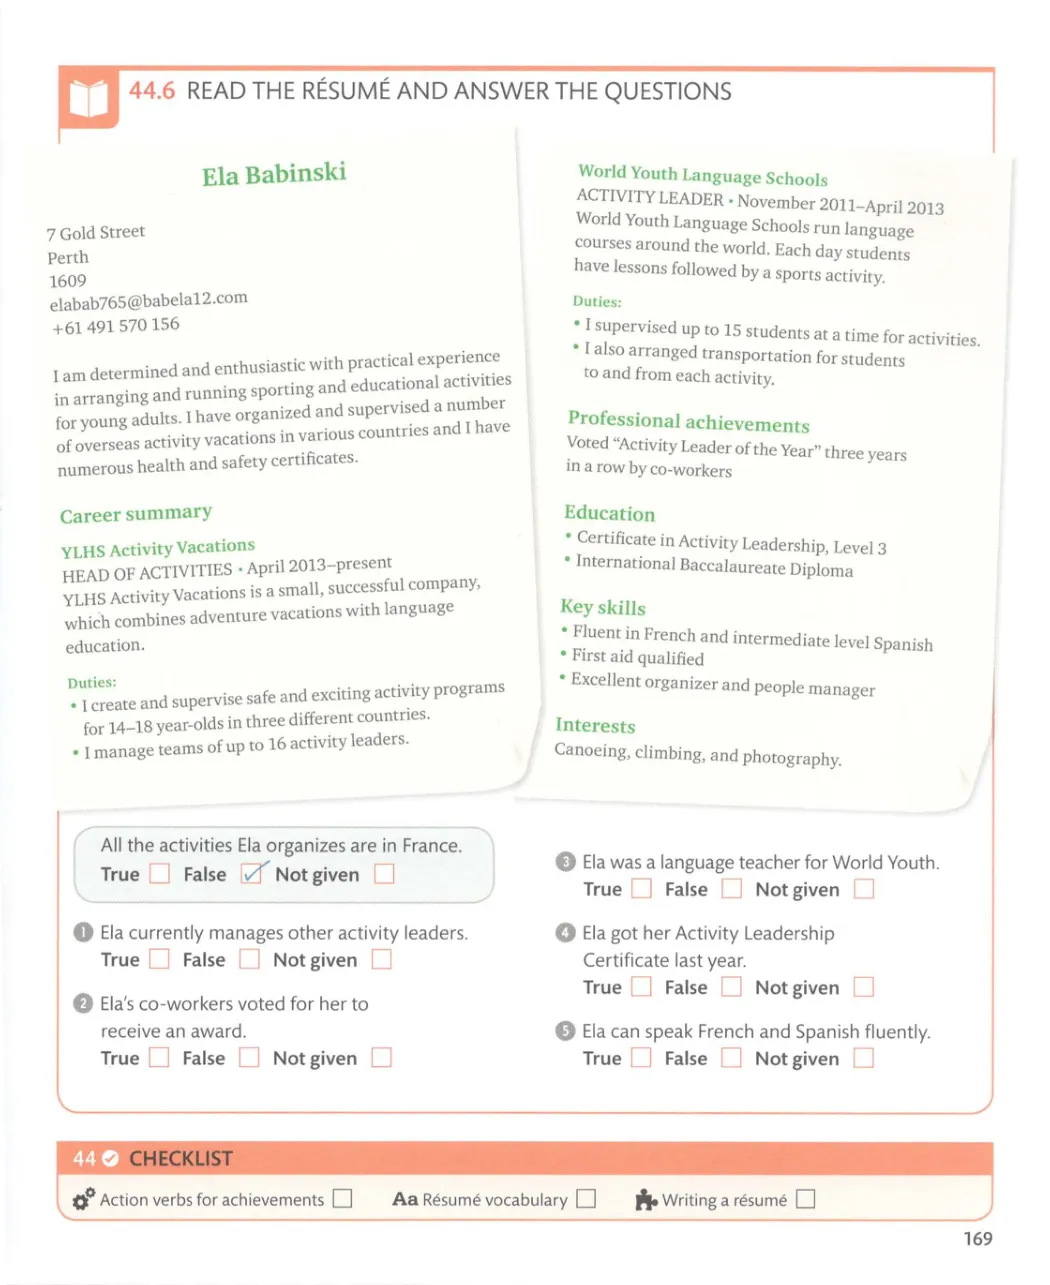 44.6 READ THE RÉSUMÉ AND ANSWER THE QUESTIONS
Ela Babinski
7 Gold Street
Perth
1609
elabab765@babela12.com
+61 491 570 156
I am determined and enthusiastic with practical experience
in arranging and running sporting and educational activities
for young adults. I have organized and supervised a number
of overseas activity vacations in various countries and I have
numerous health and safety certificates.
Career summary
YLHS Activity Vacations
HEAD OF ACTIVITIES • April 2013–present
YLHS Activity Vacations is a small, successful company,
which combines adventure vacations with language
education.
Duties:
• I create and supervise safe and exciting activity programs
for 14–18 year-olds in three different countries.
• I manage teams of up to 16 activity leaders.
World Youth Language Schools
ACTIVITY LEADER • November 2011–April 2013
World Youth Language Schools run language
courses around the world. Each day students
have lessons followed by a sports activity.
Duties:
• I supervised up to 15 students at a time for activities.
• I also arranged transportation for students
to and from each activity.
Professional achievements
Voted “Activity Leader of the Year” three years
in a row by co-workers
Education
• Certificate in Activity Leadership, Level 3
• International Baccalaureate Diploma
Key skills
• Fluent in French and intermediate level Spanish
• First aid qualified
• Excellent organizer and people manager
Interests
Canoeing, climbing, and photography.
All the activities Ela organizes are in France.
True False Not given
1 Ela currently manages other activity leaders.
True False Not given
2 Ela's co-workers voted for her to
receive an award.
True False Not given
3 Ela was a language teacher for World Youth.
True False Not given
4 Ela got her Activity Leadership
Certificate last year.
True False Not given
5 Ela can speak French and Spanish fluently.
True False Not given
44 CHECKLIST
Action verbs for achievements Aa Résumé vocabulary Writing a résumé
169